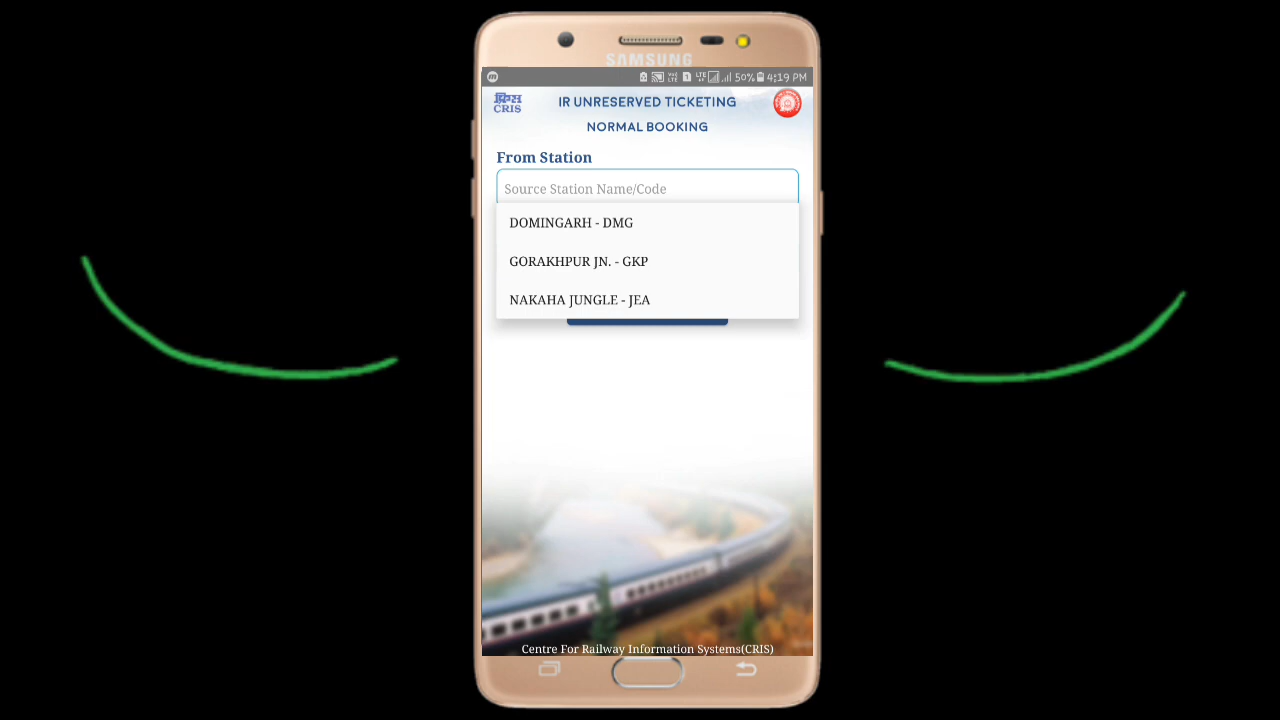 SAMSUNG
50% 4:19 PM
क्रिस
CRIS
IR UNRESERVED TICKETING
NORMAL BOOKING
From Station
Source Station Name/Code
DOMINGARH - DMG
GORAKHPUR JN. - GKP
NAKAHA JUNGLE - JEA
Centre For Railway Information Systems(CRIS)